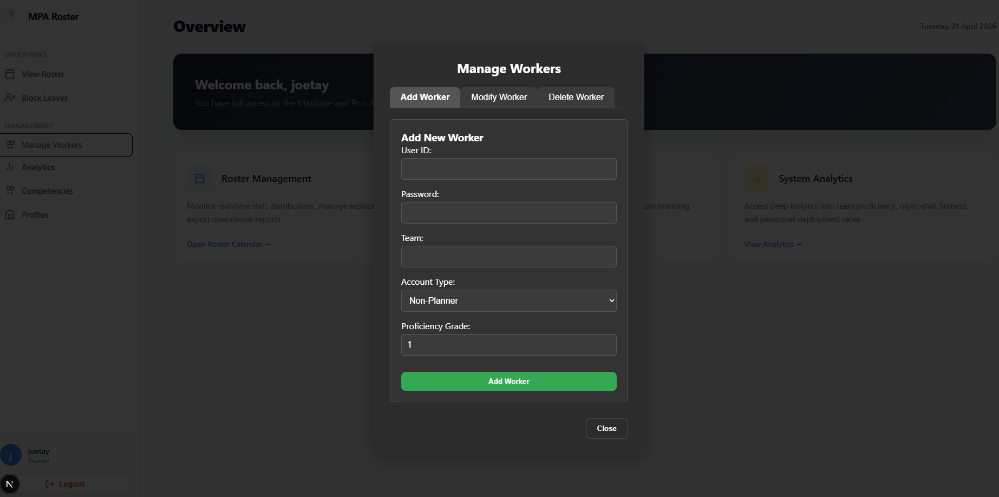 MPA Roster
OPERATIONS
View Roster
Block Leaves
MANAGEMENT
Manage Workers
Analytics
Competencies
Profiles
joetay
Planner
j
N
Logout
Overview
Tuesday, 21 April 2026
Welcome back, joetay
You have full access to the Maritime and Port A
Roster Management
Monitor real-time shift distributions, manage replace
export operational reports.
Open Roster Calendar →
um manning
System Analytics
Access deep insights into team proficiency, night-shift fairness,
and personnel deployment rates.
View Analytics →
Manage Workers
Add Worker
Modify Worker
Delete Worker
Add New Worker
User ID:
Password:
Team:
Account Type:
Non-Planner
Proficiency Grade:
1
Add Worker
Close